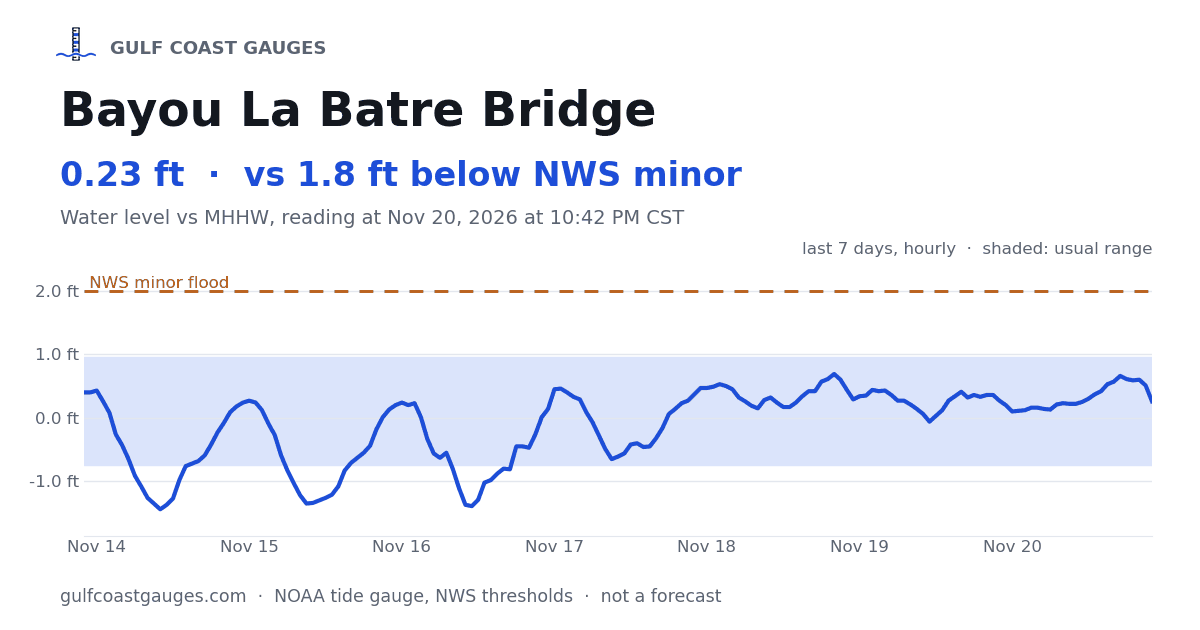 GULF COAST GAUGES
Bayou La Batre Bridge
0.23 ft · vs 1.8 ft below NWS minor
Water level vs MHHW, reading at Nov 20, 2026 at 10:42 PM CST
last 7 days, hourly · shaded: usual range
NWS minor flood
2.0 ft
1.0 ft
0.0 ft
-1.0 ft
Nov 14 Nov 15 Nov 16 Nov 17 Nov 18 Nov 19 Nov 20
gulfcoastgauges.com · NOAA tide gauge, NWS thresholds · not a forecast